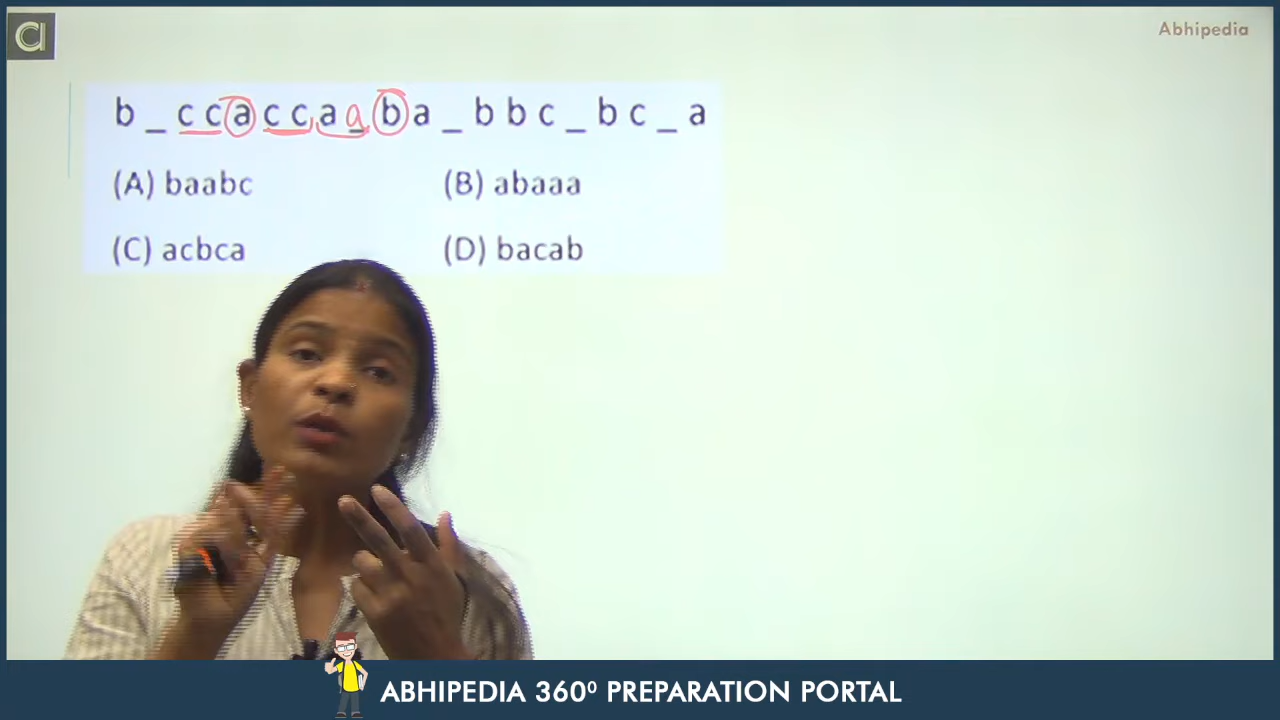 Abhipedia
b _ c c a c c a a b a _ b b c _ b c _ a
(A) baabc (B) abaaa
(C) acbca (D) bacab
ABHIPEDIA 360⁰ PREPARATION PORTAL